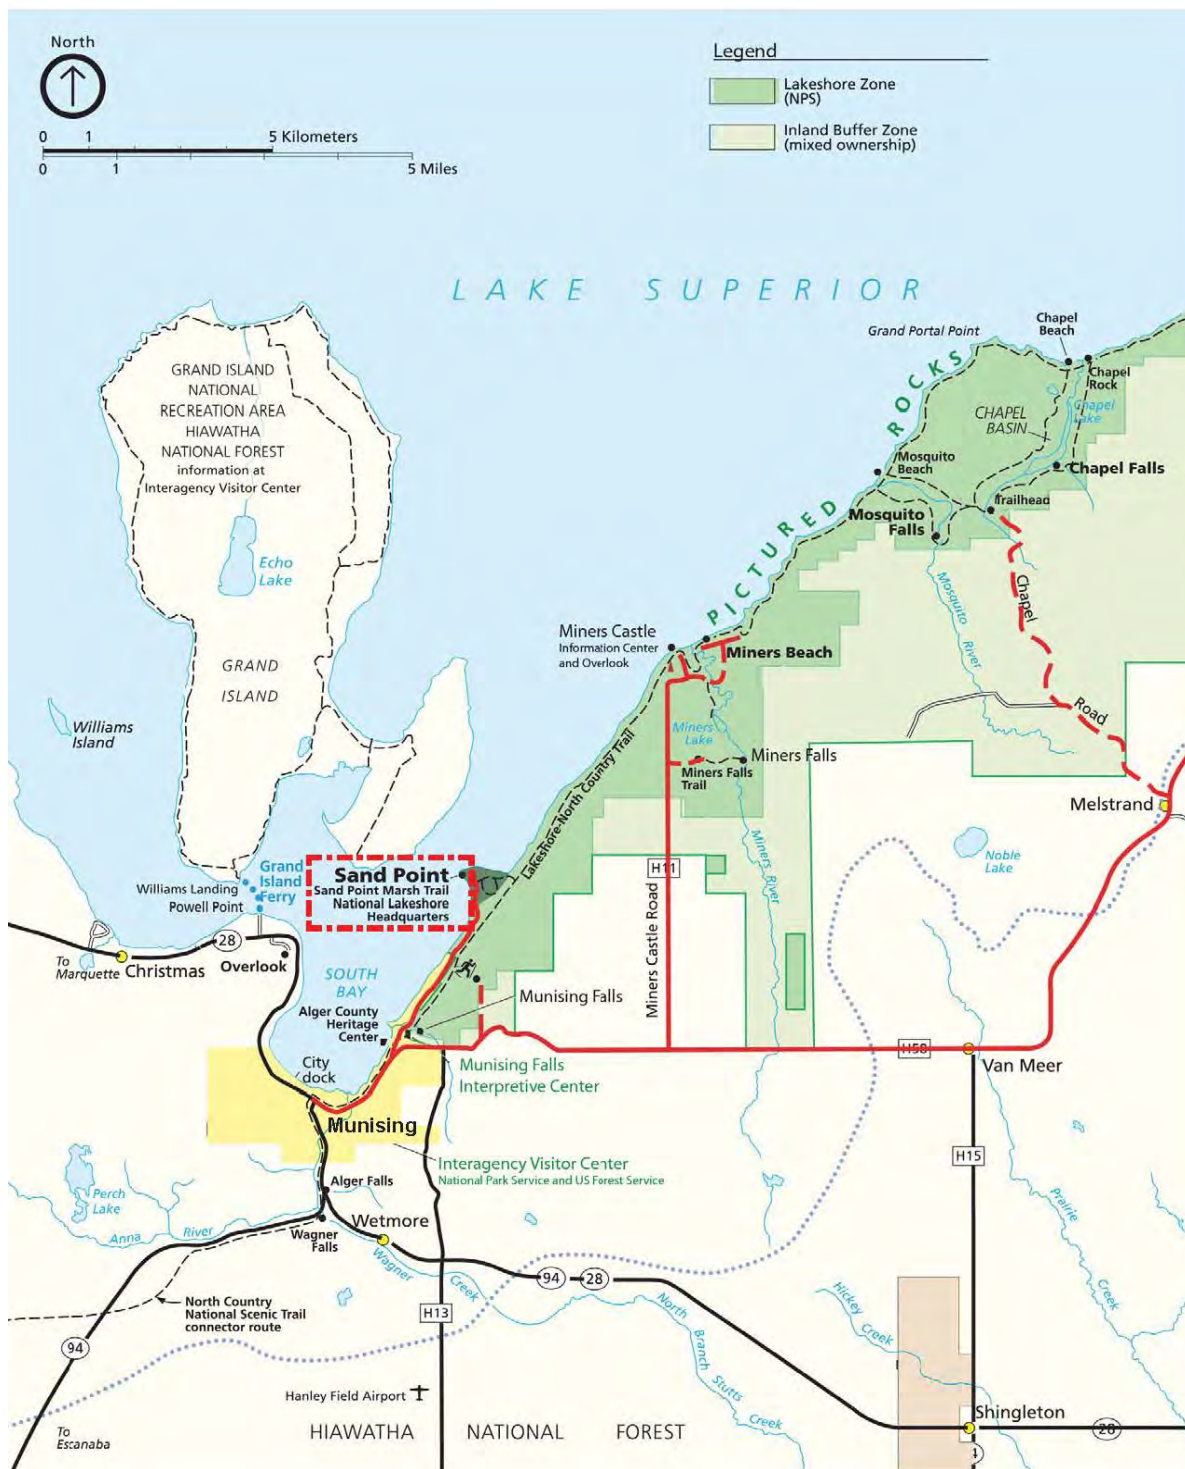 North
0 1 5 Kilometers
0 1 5 Miles
Legend
Lakeshore Zone
(NPS)
Inland Buffer Zone
(mixed ownership)
LAKE SUPERIOR
Grand Portal Point
Chapel
Beach
Chapel
Rock
Chapel
Lake
CHAPEL
BASIN
Chapel Falls
Trailhead
PICTURED ROCKS
Mosquito
Beach
Mosquito
Falls
Mosquito River
Chapel Road
GRAND ISLAND
NATIONAL
RECREATION AREA
HIAWATHA
NATIONAL FOREST
information at
Interagency Visitor Center
Echo
Lake
GRAND
ISLAND
Williams
Island
Miners Castle
Information Center
and Overlook
Miners Beach
Miners
Lake
Miners Falls
Miners Falls
Trail
Lakeshore-North Country Trail
Miners River
Melstrand
Noble
Lake
H11
Miners Castle Road
Grand
Island
Ferry
Williams Landing
Powell Point
Sand Point
Sand Point Marsh Trail
National Lakeshore
Headquarters
28
To
Marquette
Christmas
Overlook
SOUTH
BAY
Alger County
Heritage
Center
Munising Falls
Munising Falls
Interpretive Center
H58
Van Meer
City
dock
Munising
Interagency Visitor Center
National Park Service and US Forest Service
H15
Perch
Lake
Anna River
Alger Falls
Wagner
Falls
Wetmore
Wagner Creek
94
28
North Branch Stutts Creek
Hickey Creek
Prairie Creek
North Country
National Scenic Trail
connector route
H13
94
Hanley Field Airport
To
Escanaba
HIAWATHA NATIONAL FOREST
Shingleton
28